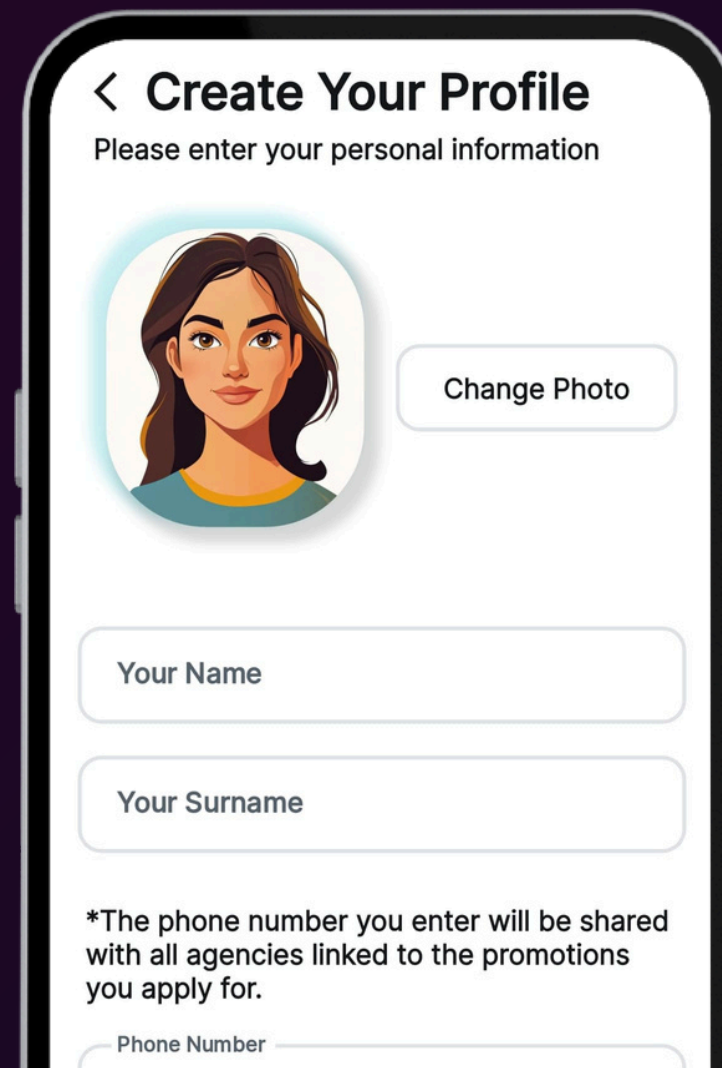 Create Your Profile
Please enter your personal information
Change Photo
Your Name
Your Surname
*The phone number you enter will be shared
with all agencies linked to the promotions
you apply for.
Phone Number